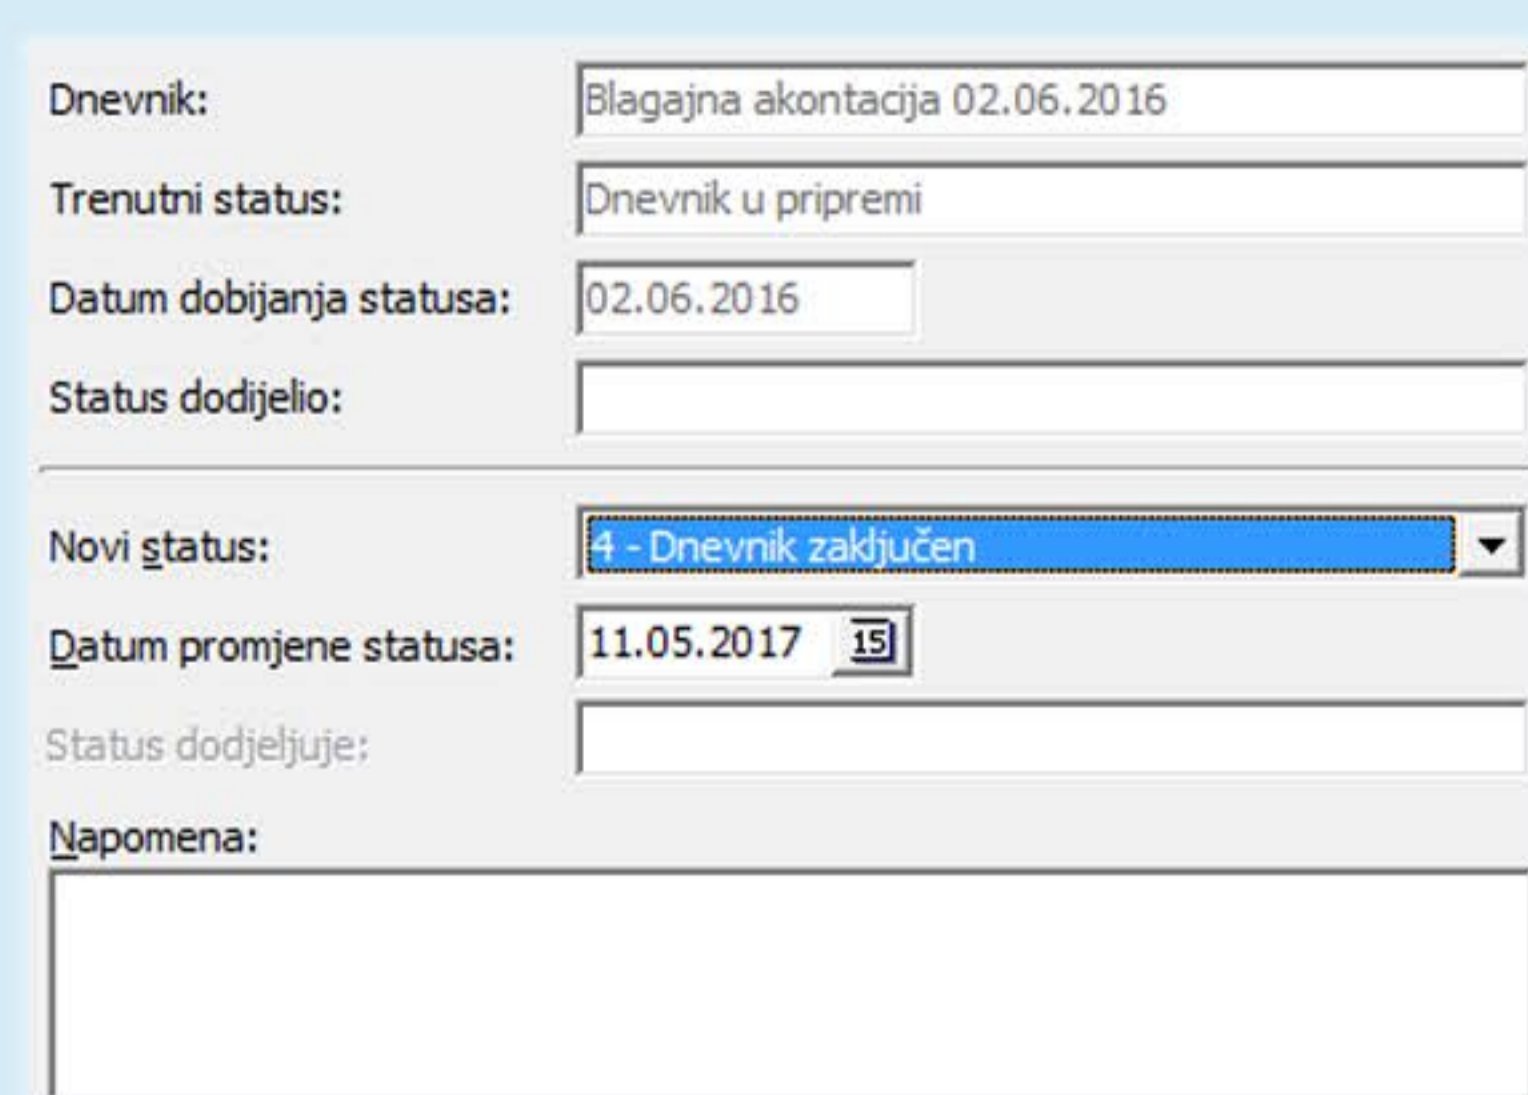 Dnevnik: Blagajna akontacija 02.06.2016
Trenutni status: Dnevnik u pripremi
Datum dobijanja statusa: 02.06.2016
Status dodijelio:
Novi status: 4 - Dnevnik zaključen
Datum promjene statusa: 11.05.2017 15
Status dodjeljuje:
Napomena: